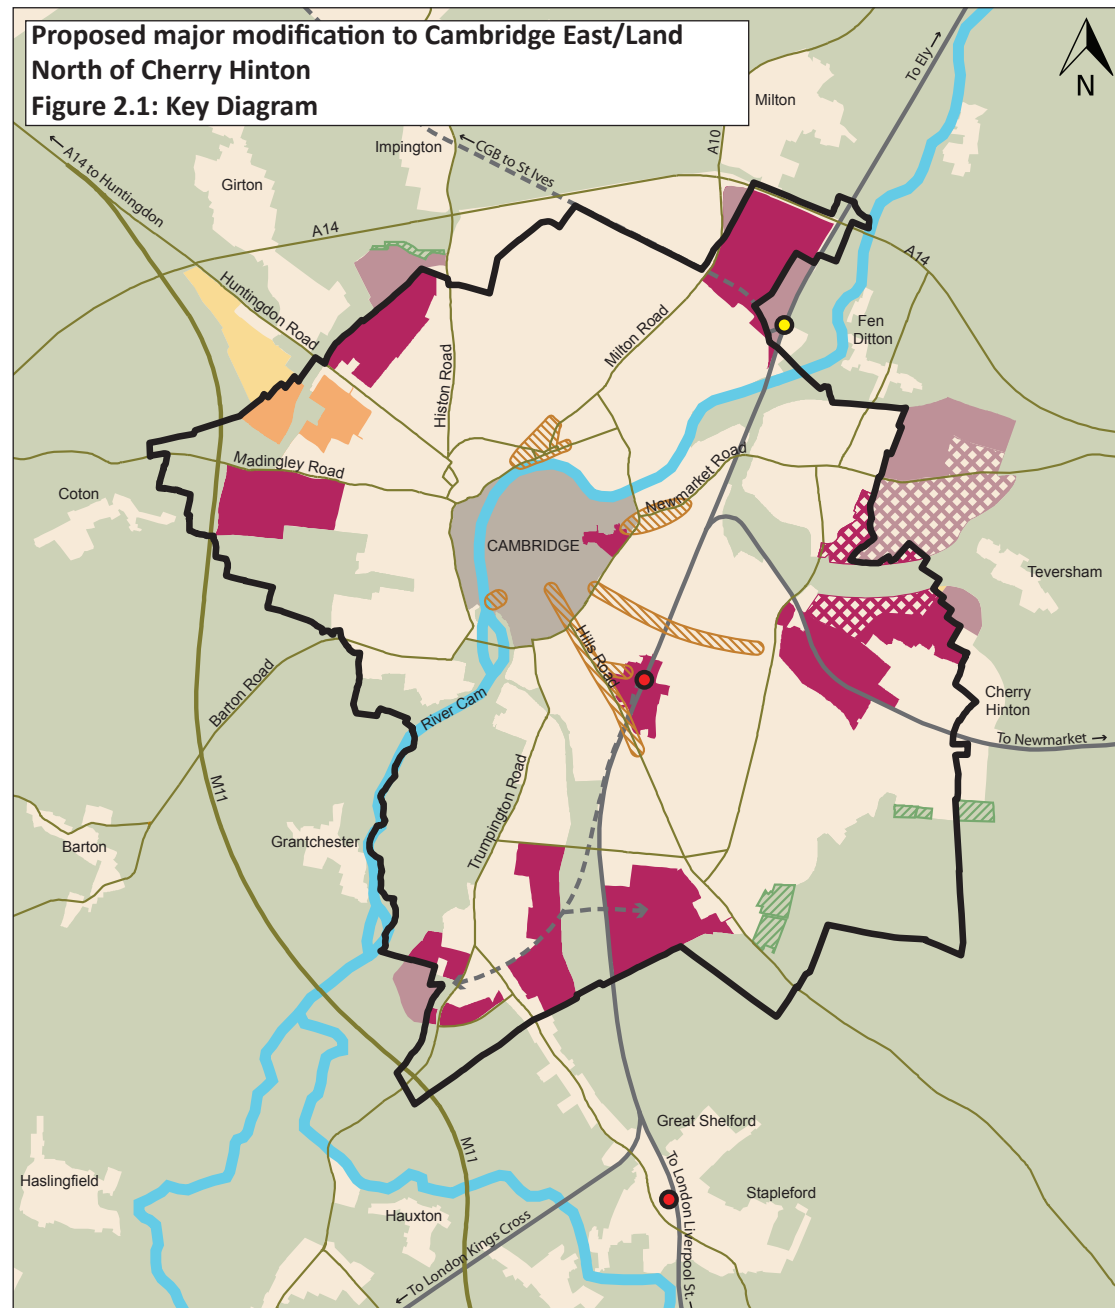 Proposed major modification to Cambridge East/Land
North of Cherry Hinton
Figure 2.1: Key Diagram
N
To Ely →
Milton
A10
Impington
← CGB to St Ives
← A14 to Huntingdon
Girton
A14
A14
Huntingdon Road
Histon Road
Milton Road
Fen
Ditton
Madingley Road
Newmarket Road
Coton
CAMBRIDGE
Teversham
Hills Road
Barton Road
River Cam
Cherry
Hinton
To Newmarket →
M11
Trumpington Road
Barton
Grantchester
Great Shelford
M11
To London Liverpool St.→
Haslingfield
Stapleford
Hauxton
← To London Kings Cross